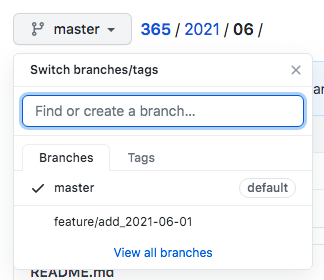 master 365 / 2021 / 06 /
Switch branches/tags
Find or create a branch...
Branches Tags
master default
feature/add_2021-06-01
View all branches
README.md